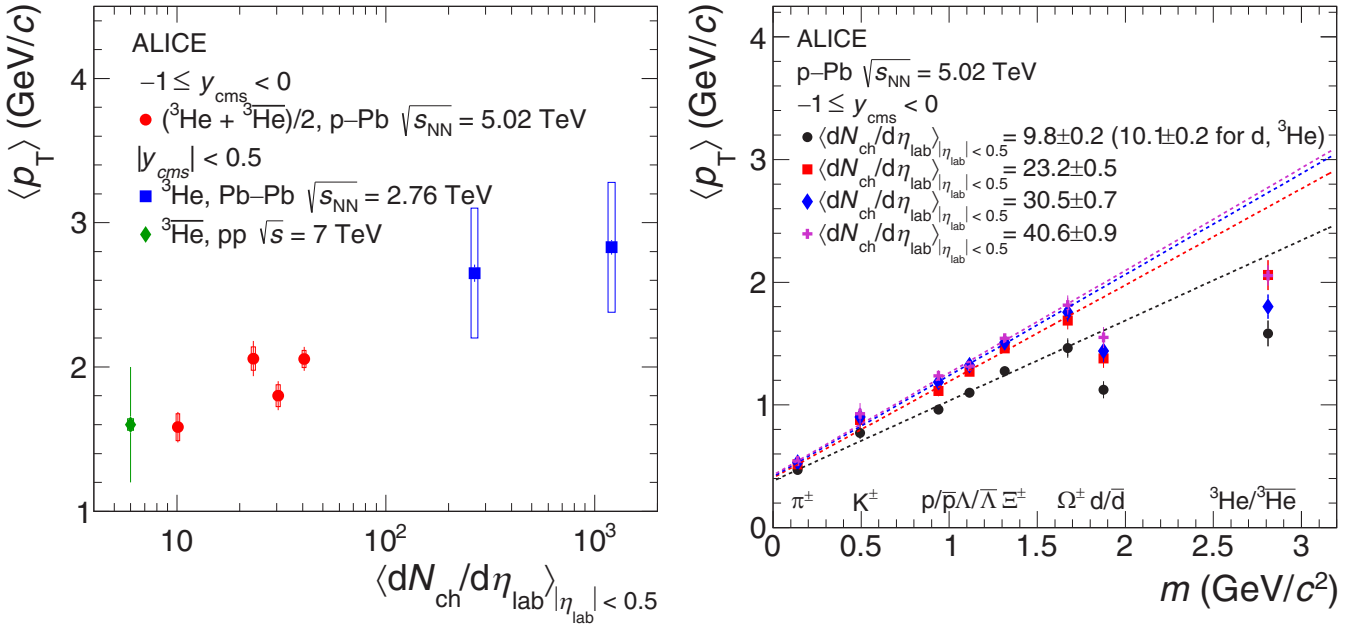 ALICE
−1 ≤ y_cms < 0
(³He + ³H̅e̅)/2, p–Pb √s_NN = 5.02 TeV
|y_cms| < 0.5
³He, Pb–Pb √s_NN = 2.76 TeV
³H̅e̅, pp √s = 7 TeV
⟨p_T⟩ (GeV/c)
4
3
2
1
10
10²
10³
⟨dN_ch/dη_lab⟩_|η_lab| < 0.5
ALICE
p–Pb √s_NN = 5.02 TeV
−1 ≤ y_cms < 0
⟨dN_ch/dη_lab⟩_|η_lab| < 0.5 = 9.8±0.2 (10.1±0.2 for d, ³He)
⟨dN_ch/dη_lab⟩_|η_lab| < 0.5 = 23.2±0.5
⟨dN_ch/dη_lab⟩_|η_lab| < 0.5 = 30.5±0.7
⟨dN_ch/dη_lab⟩_|η_lab| < 0.5 = 40.6±0.9
⟨p_T⟩ (GeV/c)
4
3
2
1
0
π± K± p/p̅ Λ/Λ̅ Ξ± Ω± d/d̅ ³He/³H̅e̅
0 0.5 1 1.5 2 2.5 3
m (GeV/c²)